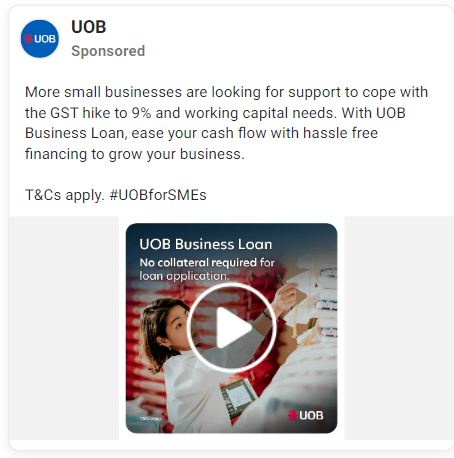 UOB
UOB
Sponsored
More small businesses are looking for support to cope with
the GST hike to 9% and working capital needs. With UOB
Business Loan, ease your cash flow with hassle free
financing to grow your business.
T&Cs apply. #UOBforSMEs
UOB Business Loan
No collateral required for
loan application.
T&Cs apply
UOB